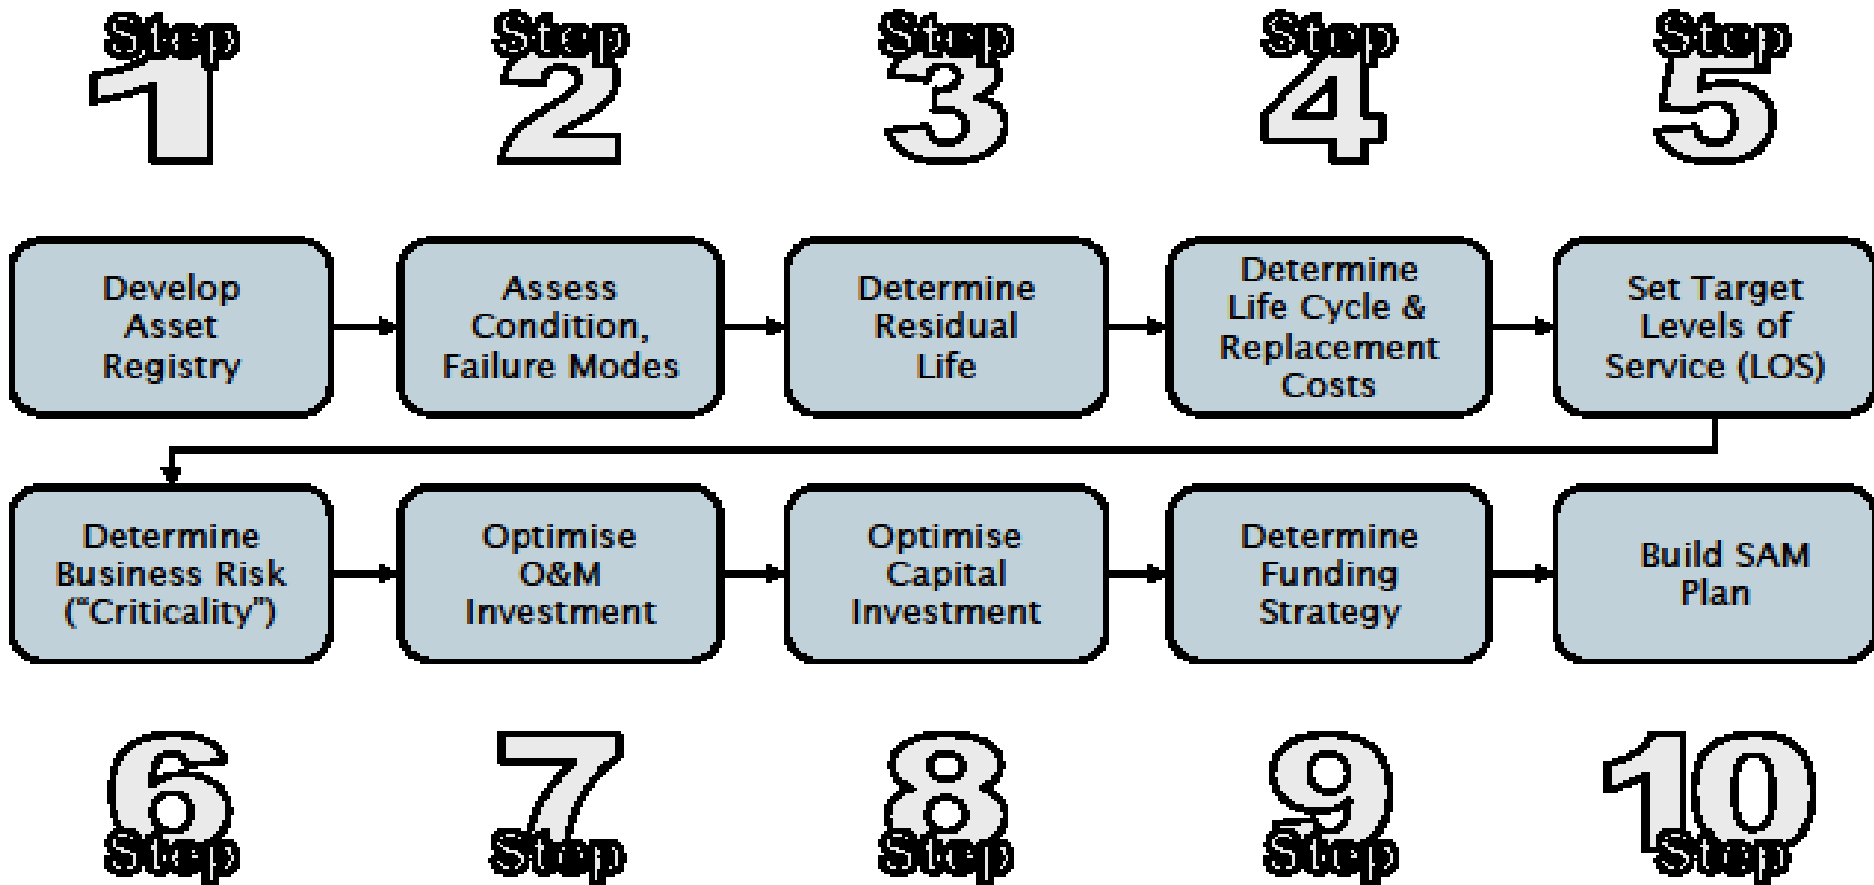 Step
1
Step
2
Step
3
Step
4
Step
5
Develop
Asset
Registry
Assess
Condition,
Failure Modes
Determine
Residual
Life
Determine
Life Cycle &
Replacement
Costs
Set Target
Levels of
Service (LOS)
Determine
Business Risk
(“Criticality”)
Optimise
O&M
Investment
Optimise
Capital
Investment
Determine
Funding
Strategy
Build SAM
Plan
6
Step
7
Step
8
Step
9
Step
10
Step